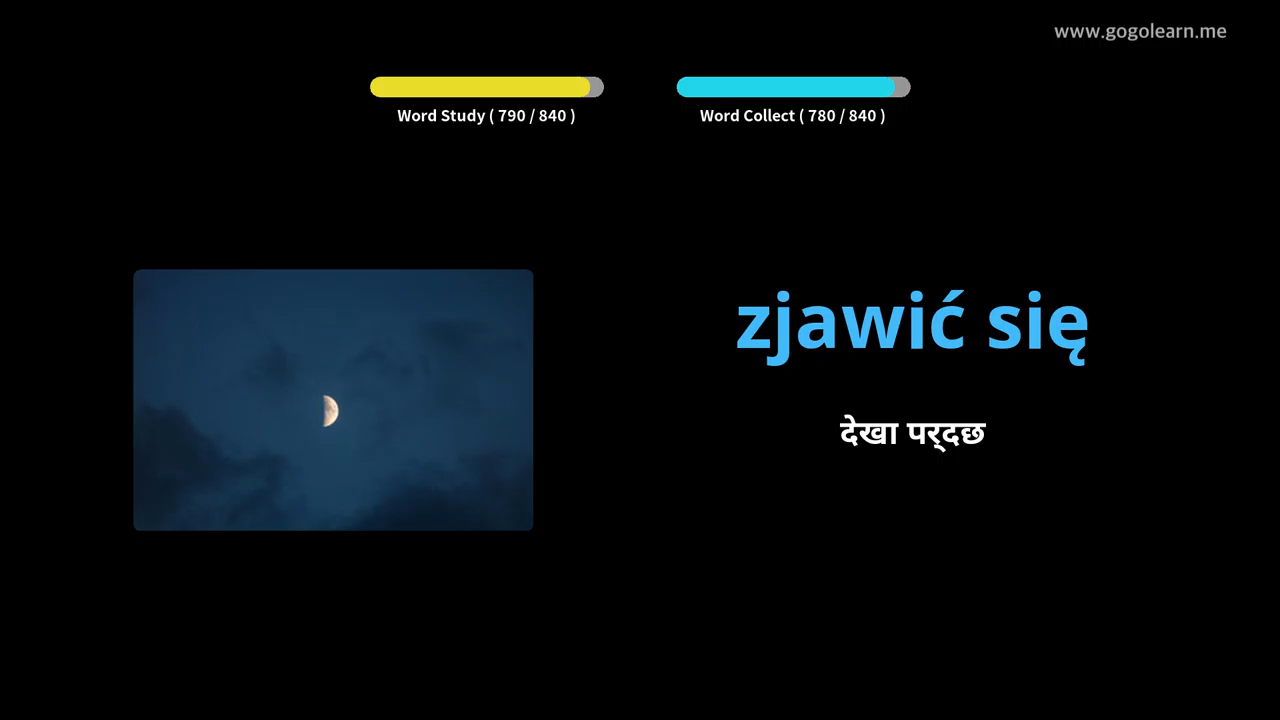 www.gogolearn.me
Word Study ( 790 / 840 )
Word Collect ( 780 / 840 )
zjawić się
देखा पर्‍दछ